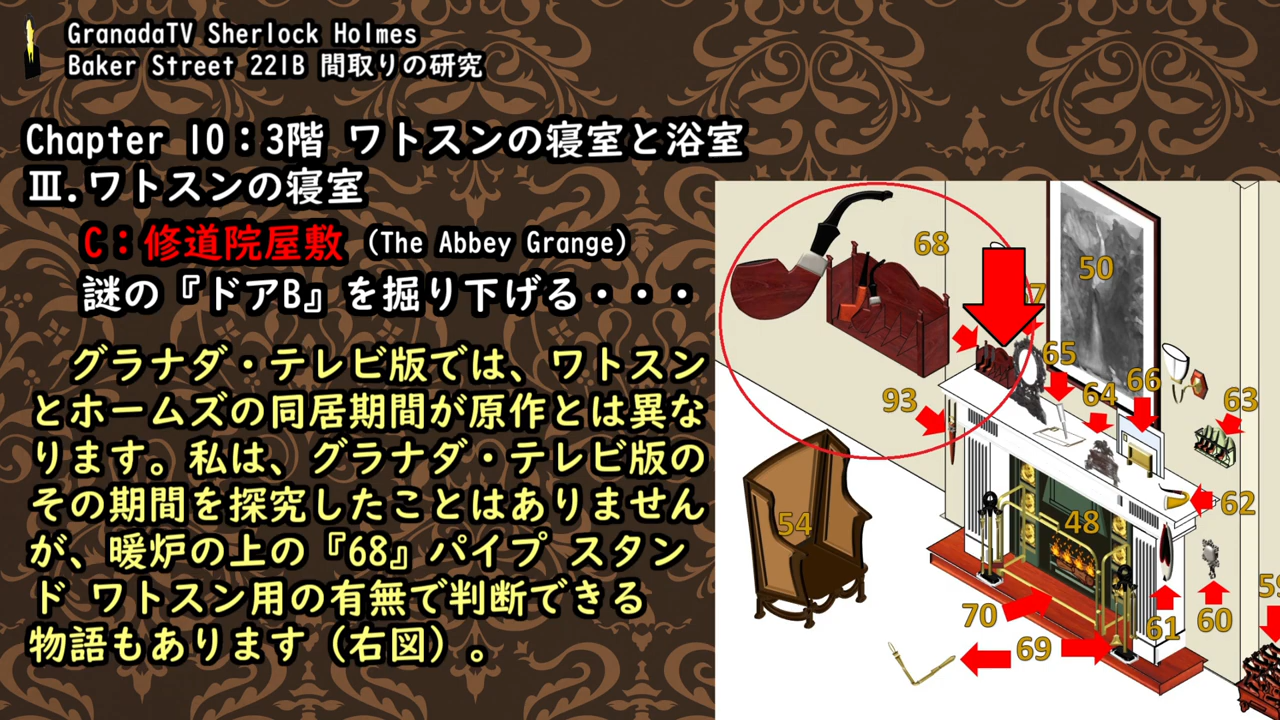 GranadaTV Sherlock Holmes
Baker Street 221B 間取りの研究
Chapter 10：3階 ワトスンの寝室と浴室
Ⅲ.ワトスンの寝室
C：修道院屋敷（The Abbey Grange）
謎の『ドアB』を掘り下げる・・・
グラナダ・テレビ版では、ワトスン
とホームズの同居期間が原作とは異な
ります。私は、グラナダ・テレビ版の
その期間を探究したことはありません
が、暖炉の上の『68』パイプ スタン
ド ワトスン用の有無で判断できる
物語もあります（右図）。
68
50
65
64
66
63
93
62
54
48
70
69
61
60